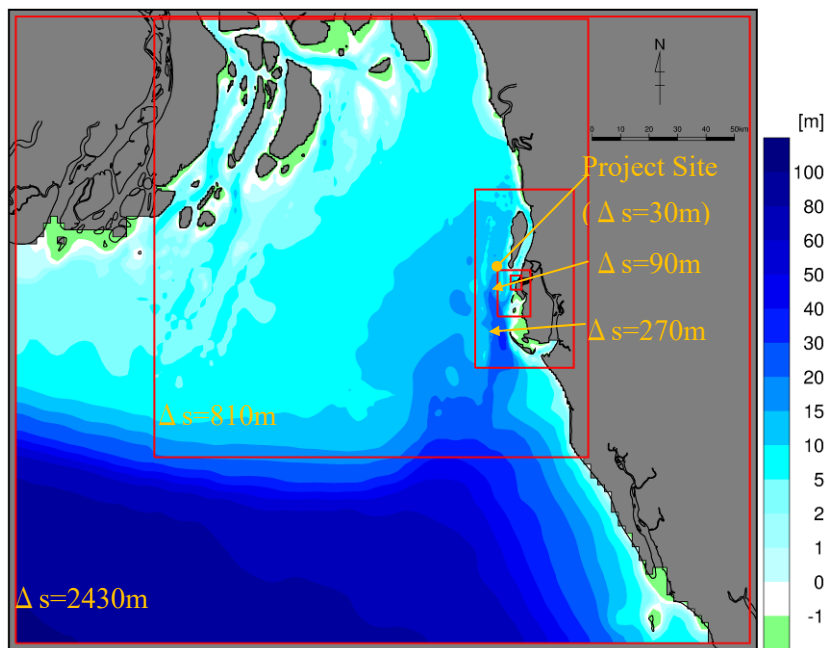 N
0 10 20 30 40 50km
[m]
Project Site
( Δ s=30m)
Δ s=90m
Δ s=270m
Δ s=810m
Δ s=2430m
100
80
60
50
40
30
20
15
10
5
2
1
0
-1